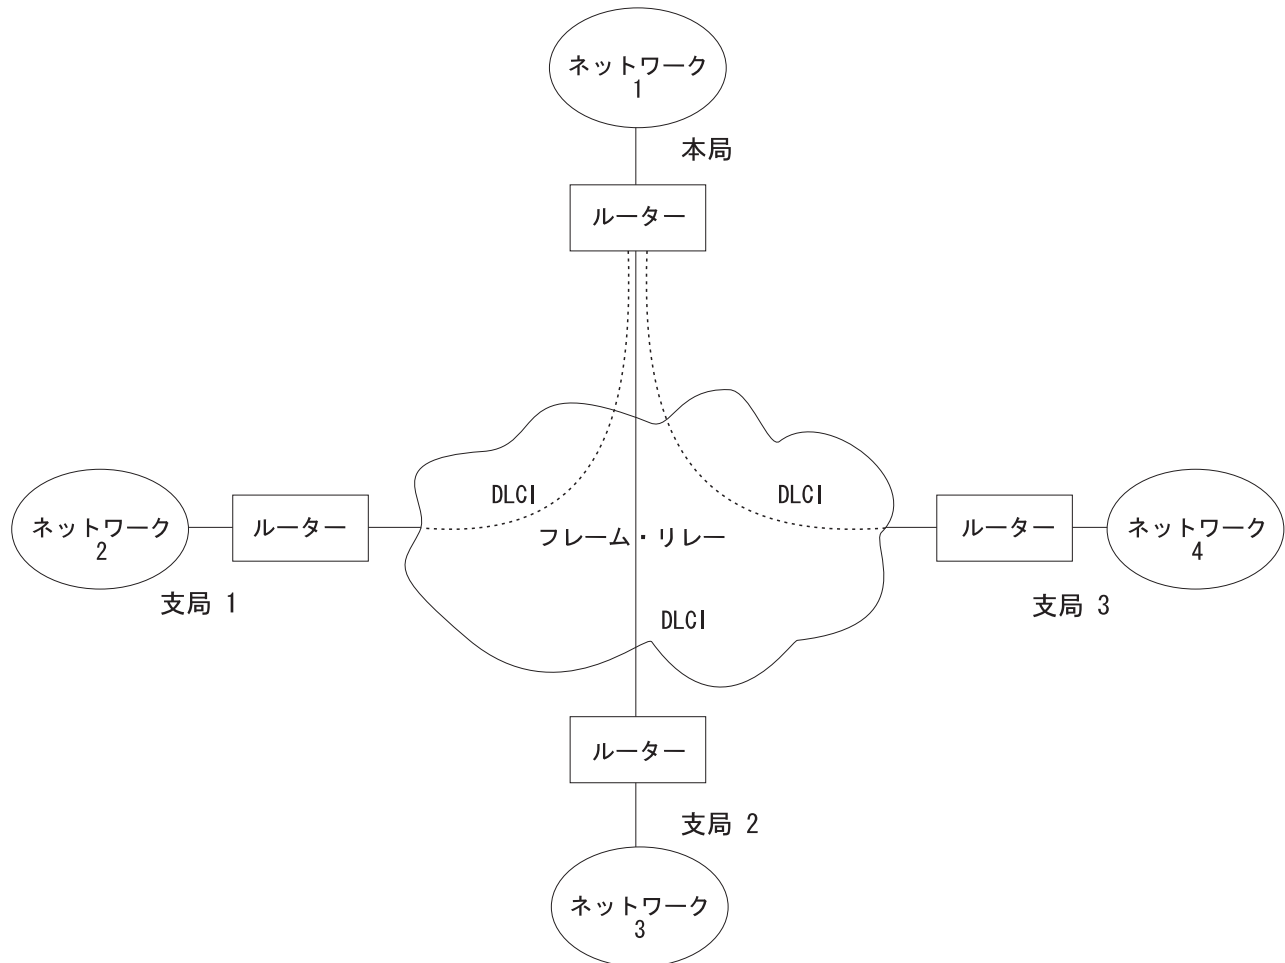 ネットワーク
1
本局
ルーター
DLCI
DLCI
ネットワーク
2
ルーター
フレーム・リレー
ルーター
ネットワーク
4
支局 1
支局 3
DLCI
ルーター
支局 2
ネットワーク
3